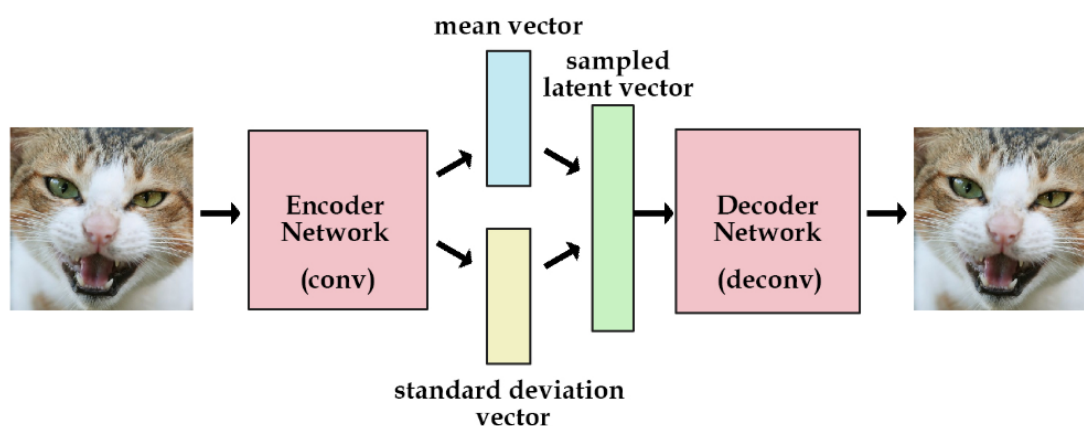 mean vector
sampled
latent vector
Encoder
Network
(conv)
Decoder
Network
(deconv)
standard deviation
vector